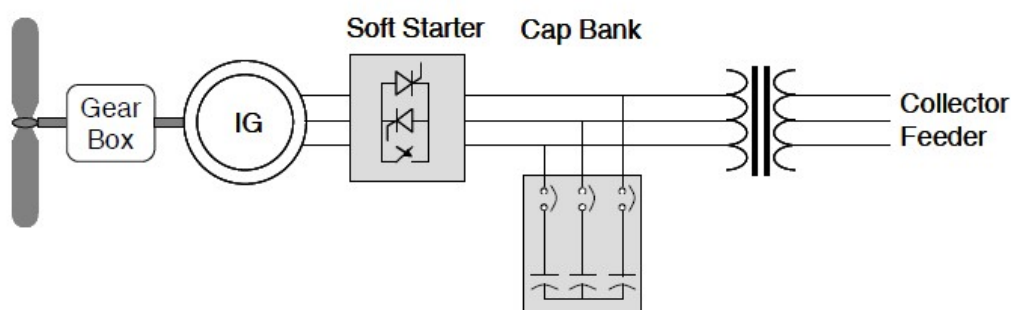 Soft Starter
Cap Bank
Gear
Box
IG
Collector
Feeder